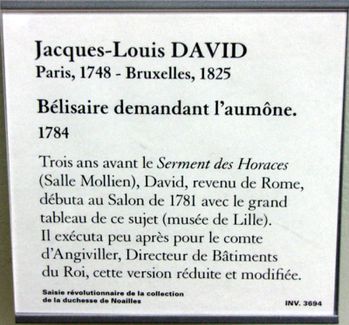 Jacques-Louis DAVID
Paris, 1748 - Bruxelles, 1825
Bélisaire demandant l'aumône.
1784
Trois ans avant le Serment des Horaces
(Salle Mollien), David, revenu de Rome,
débuta au Salon de 1781 avec le grand
tableau de ce sujet (musée de Lille).
Il exécuta peu après pour le comte
d'Angiviller, Directeur de Bâtiments
du Roi, cette version réduite et modifiée.
Saisie révolutionnaire de la collection
de la duchesse de Noailles
INV. 3694